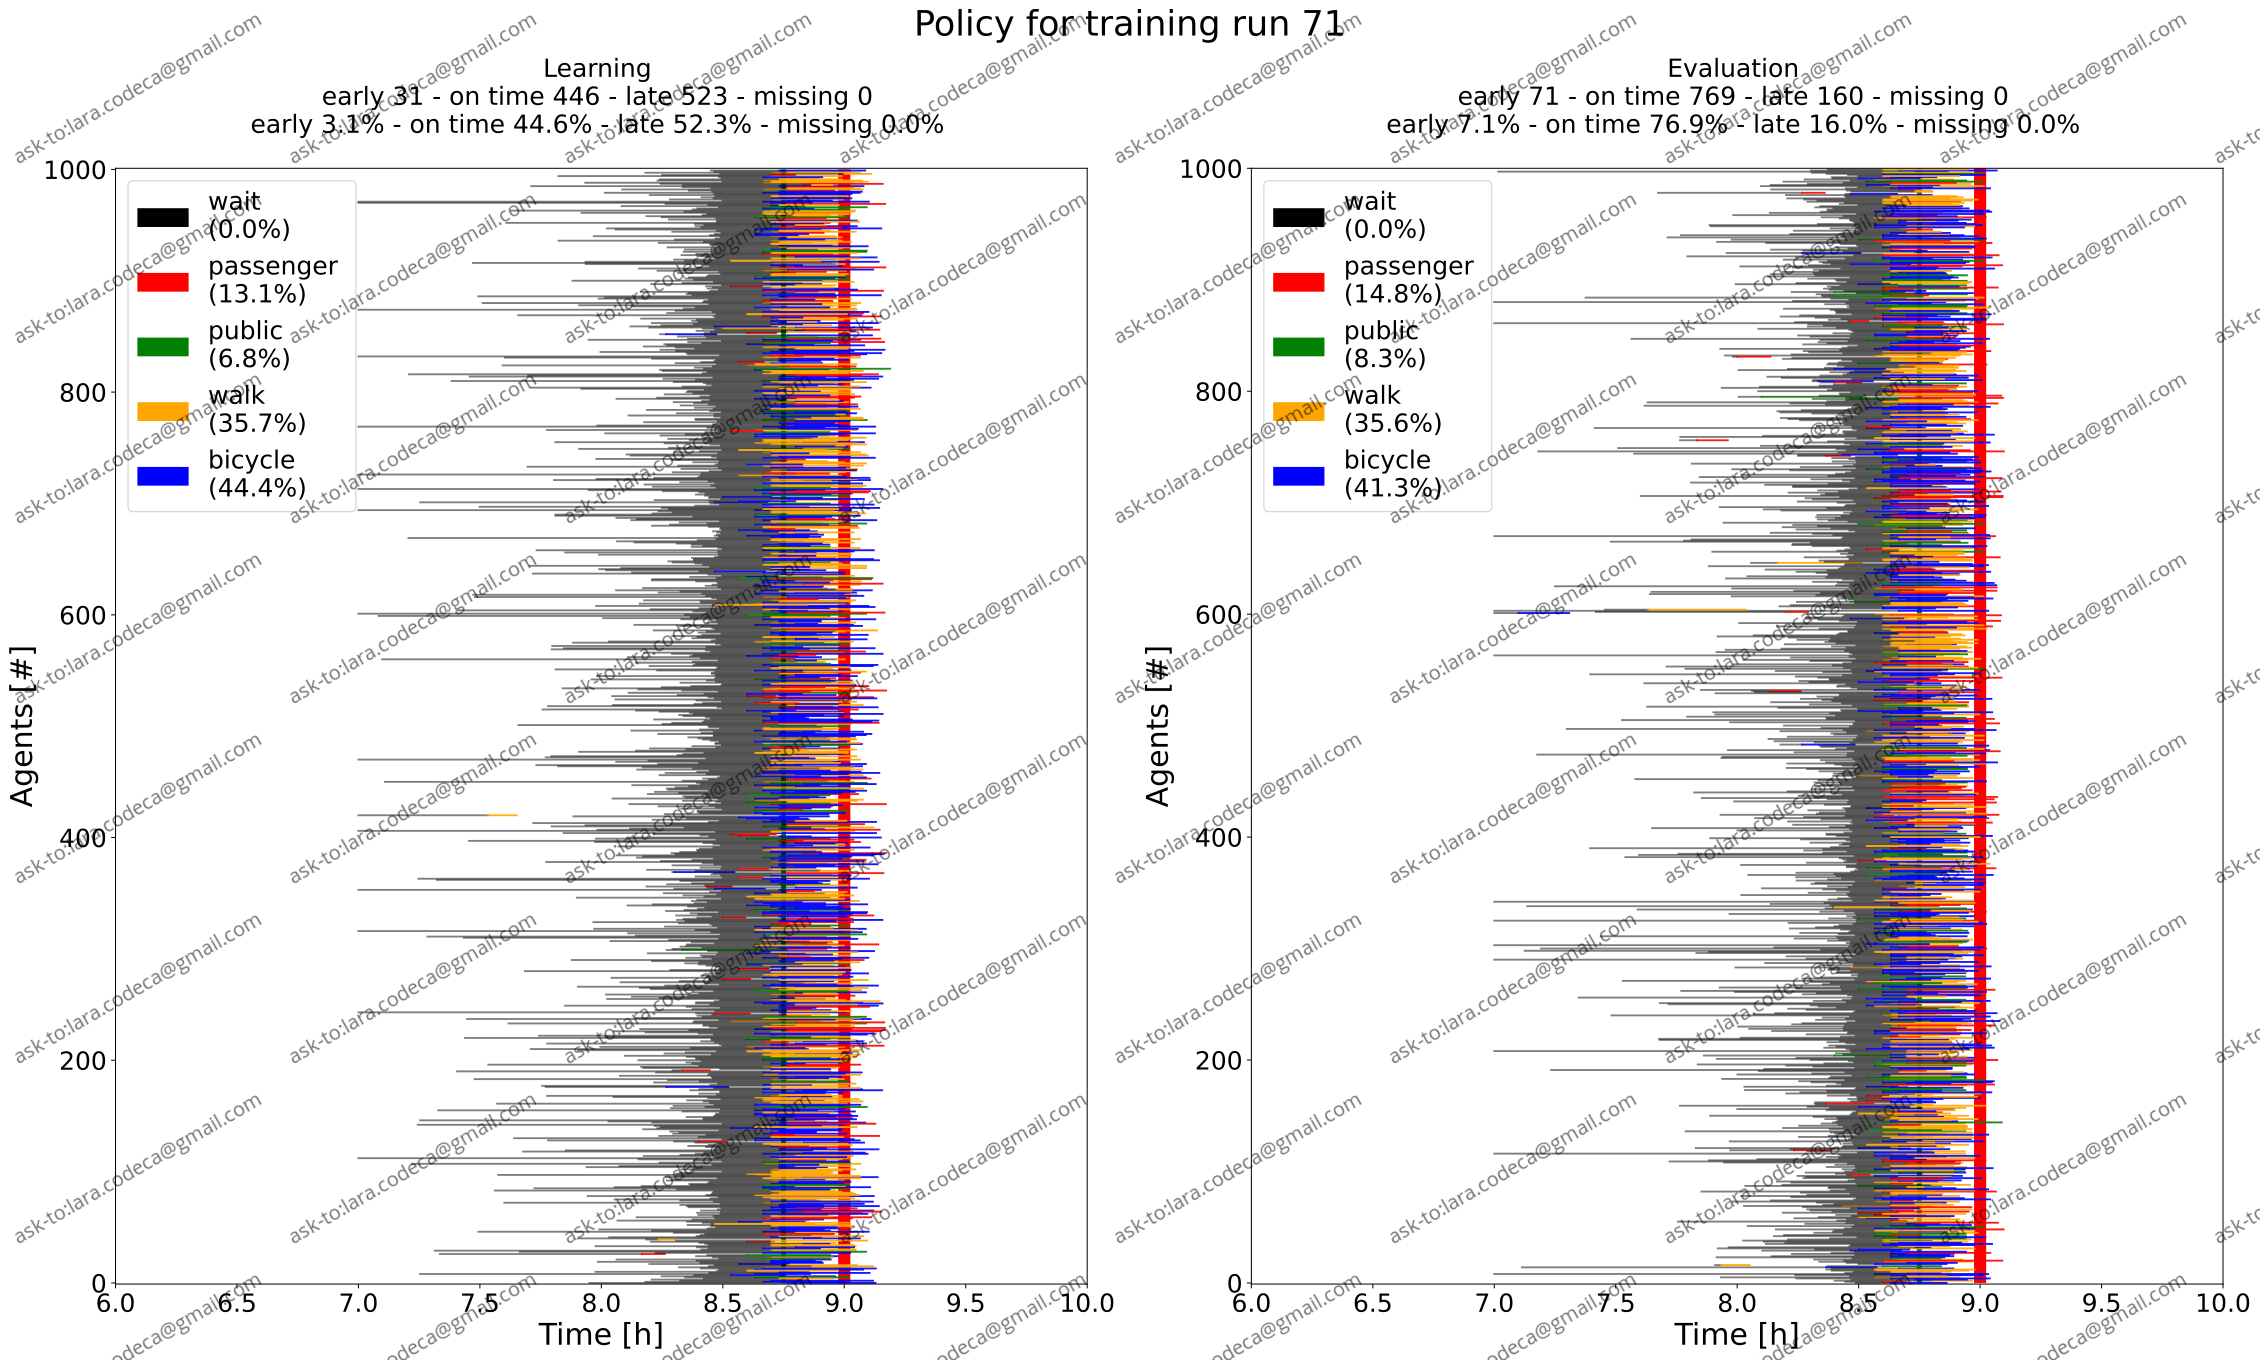 Policy for training run 71
Learning
early 31 - on time 446 - late 523 - missing 0
early 3.1% - on time 44.6% - late 52.3% - missing 0.0%
1000
800
600
400
200
0
Agents [#]
wait
(0.0%)
passenger
(13.1%)
public
(6.8%)
walk
(35.7%)
bicycle
(44.4%)
6.0 6.5 7.0 7.5 8.0 8.5 9.0 9.5 10.0
Time [h]
Evaluation
early 71 - on time 769 - late 160 - missing 0
early 7.1% - on time 76.9% - late 16.0% - missing 0.0%
1000
800
600
400
200
0
Agents [#]
wait
(0.0%)
passenger
(14.8%)
public
(8.3%)
walk
(35.6%)
bicycle
(41.3%)
6.0 6.5 7.0 7.5 8.0 8.5 9.0 9.5 10.0
Time [h]
ask-to:lara.codeca@gmail.com